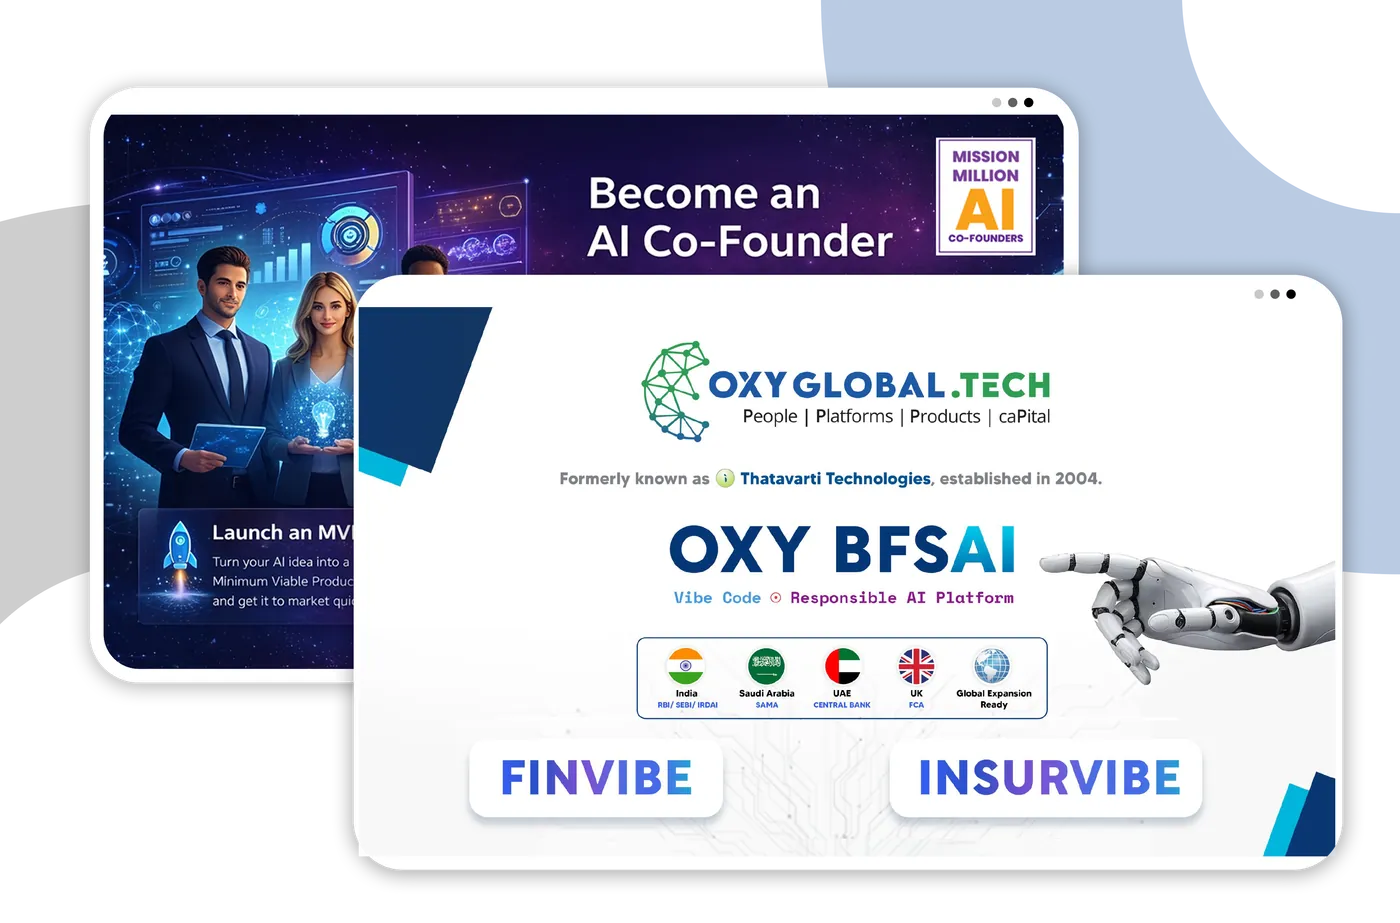 Become an
AI Co-Founder
MISSION
MILLION
AI
CO-FOUNDERS
Launch an MV
Turn your AI idea into a
Minimum Viable Produc
and get it to market qui
OXYGLOBAL.TECH
People | Platforms | Products | caPital
Formerly known as Thatavarti Technologies, established in 2004.
OXY BFSAI
Vibe Code Responsible AI Platform
India
RBI/ SEBI/ IRDAI
Saudi Arabia
SAMA
UAE
CENTRAL BANK
UK
FCA
Global Expansion
Ready
FINVIBE
INSURVIBE